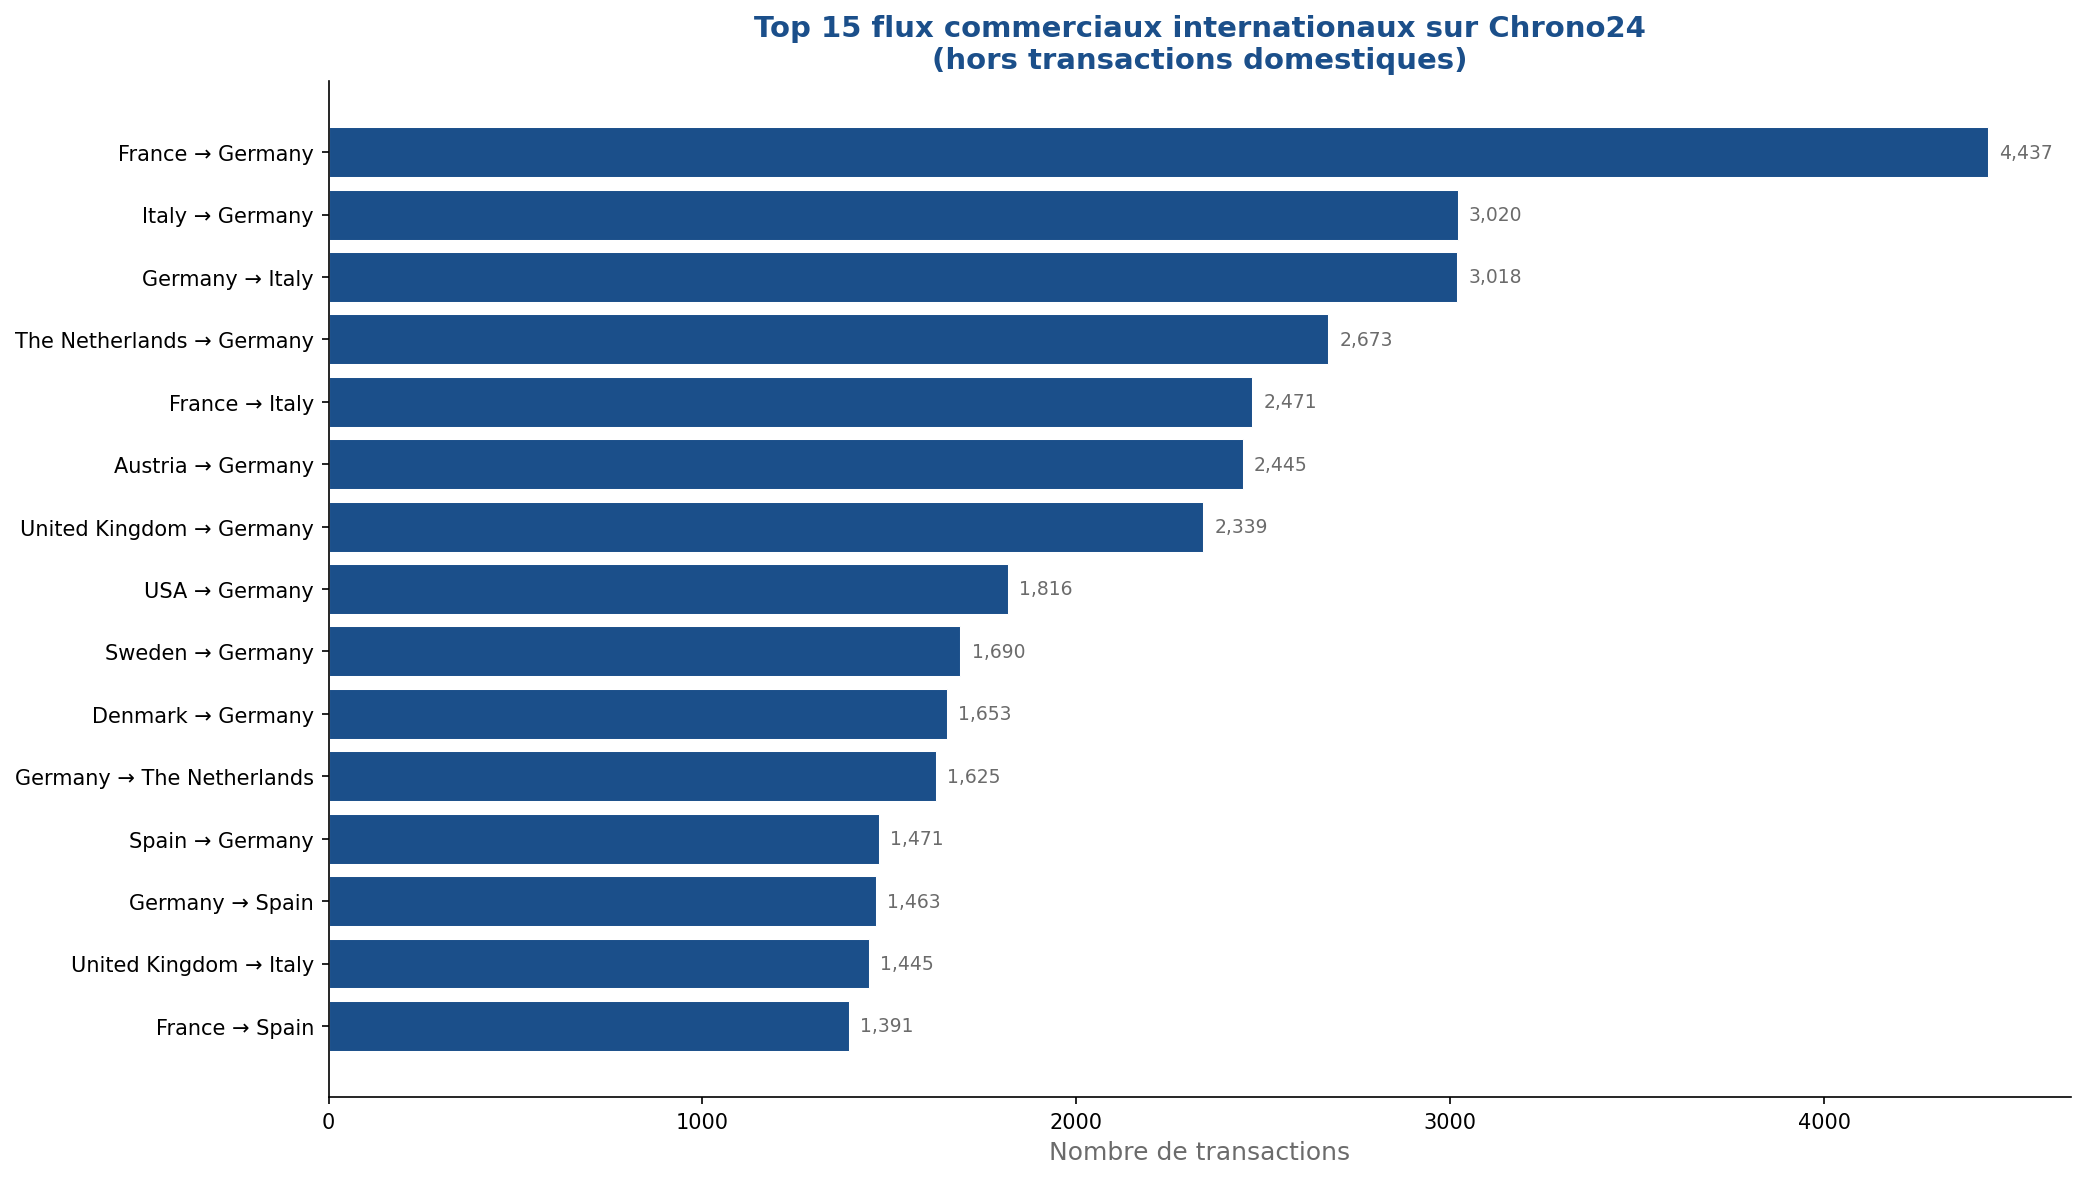 Top 15 flux commerciaux internationaux sur Chrono24
(hors transactions domestiques)
France → Germany 4,437
Italy → Germany 3,020
Germany → Italy 3,018
The Netherlands → Germany 2,673
France → Italy 2,471
Austria → Germany 2,445
United Kingdom → Germany 2,339
USA → Germany 1,816
Sweden → Germany 1,690
Denmark → Germany 1,653
Germany → The Netherlands 1,625
Spain → Germany 1,471
Germany → Spain 1,463
United Kingdom → Italy 1,445
France → Spain 1,391
0 1000 2000 3000 4000
Nombre de transactions